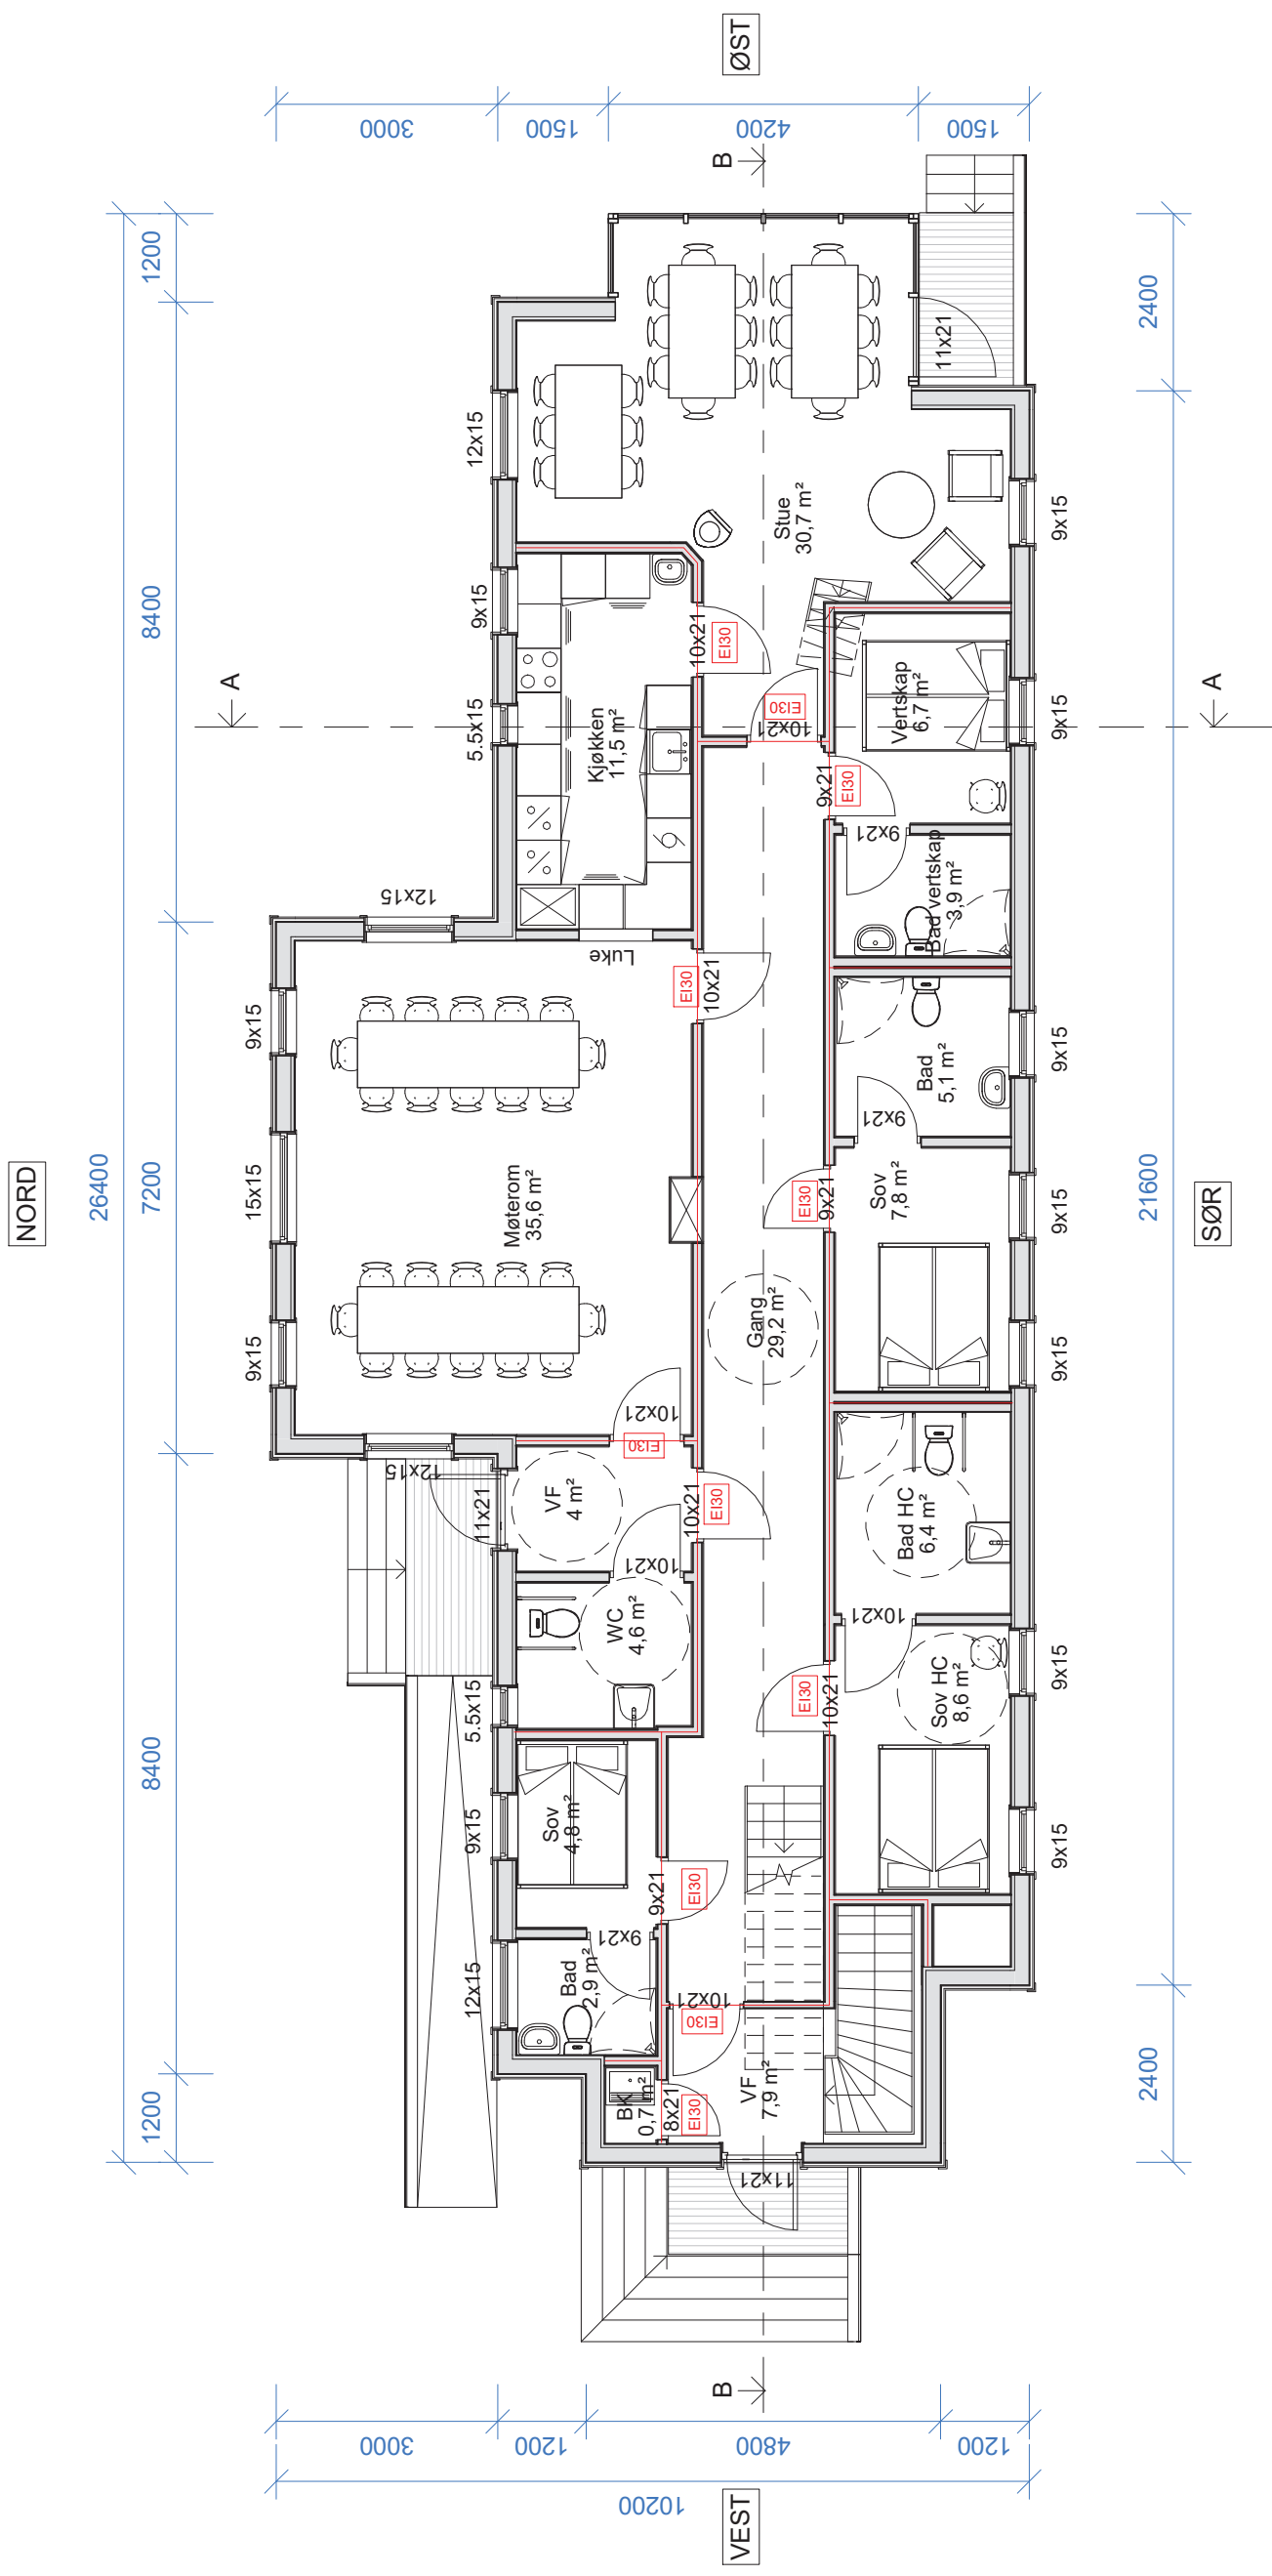 NORD
26400
1200
8400
7200
8400
1200
9x15
15x15
9x15
12x15
12x15
12x15
9x15
5.5x15
11x21
5.5x15
9x15
12x15
VEST
10200
3000
1200
4800
1200
ØST
3000
1500
4200
1500
A
A
B
B
Møterom
35,6 m²
Luke
Kjøkken
11,5 m²
Stue
30,7 m²
VF
4 m²
WC
4,6 m²
Sov
4,8 m²
Bad
2,9 m²
BK
0,7 m²
VF
7,9 m²
Gang
29,2 m²
Sov HC
8,6 m²
Bad HC
6,4 m²
Sov
7,8 m²
Bad
5,1 m²
Bad vertskap
3,9 m²
Vertskap
6,7 m²
10x21
EI30
10x21
EI30
10x21
EI30
10x21
EI30
10x21
EI30
10x21
9x21
EI30
9x21
10x21
EI30
8x21
EI30
11x21
10x21
EI30
10x21
9x21
EI30
9x21
9x21
EI30
9x21
11x21
9x15
9x15
9x15
9x15
9x15
9x15
9x15
2400
21600
2400
SØR